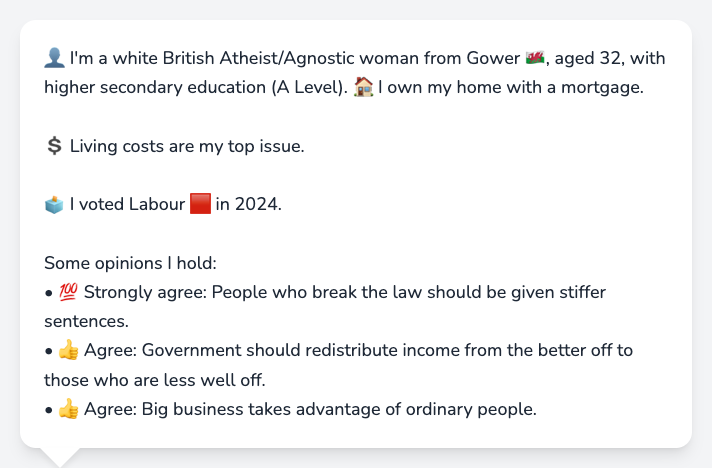 👤 I'm a white British Atheist/Agnostic woman from Gower 🏴󠁧󠁢󠁷󠁬󠁳󠁿, aged 32, with
higher secondary education (A Level). 🏠 I own my home with a mortgage.
💲 Living costs are my top issue.
🗳️ I voted Labour 🟥 in 2024.
Some opinions I hold:
• 💯 Strongly agree: People who break the law should be given stiffer
sentences.
• 👍 Agree: Government should redistribute income from the better off to
those who are less well off.
• 👍 Agree: Big business takes advantage of ordinary people.